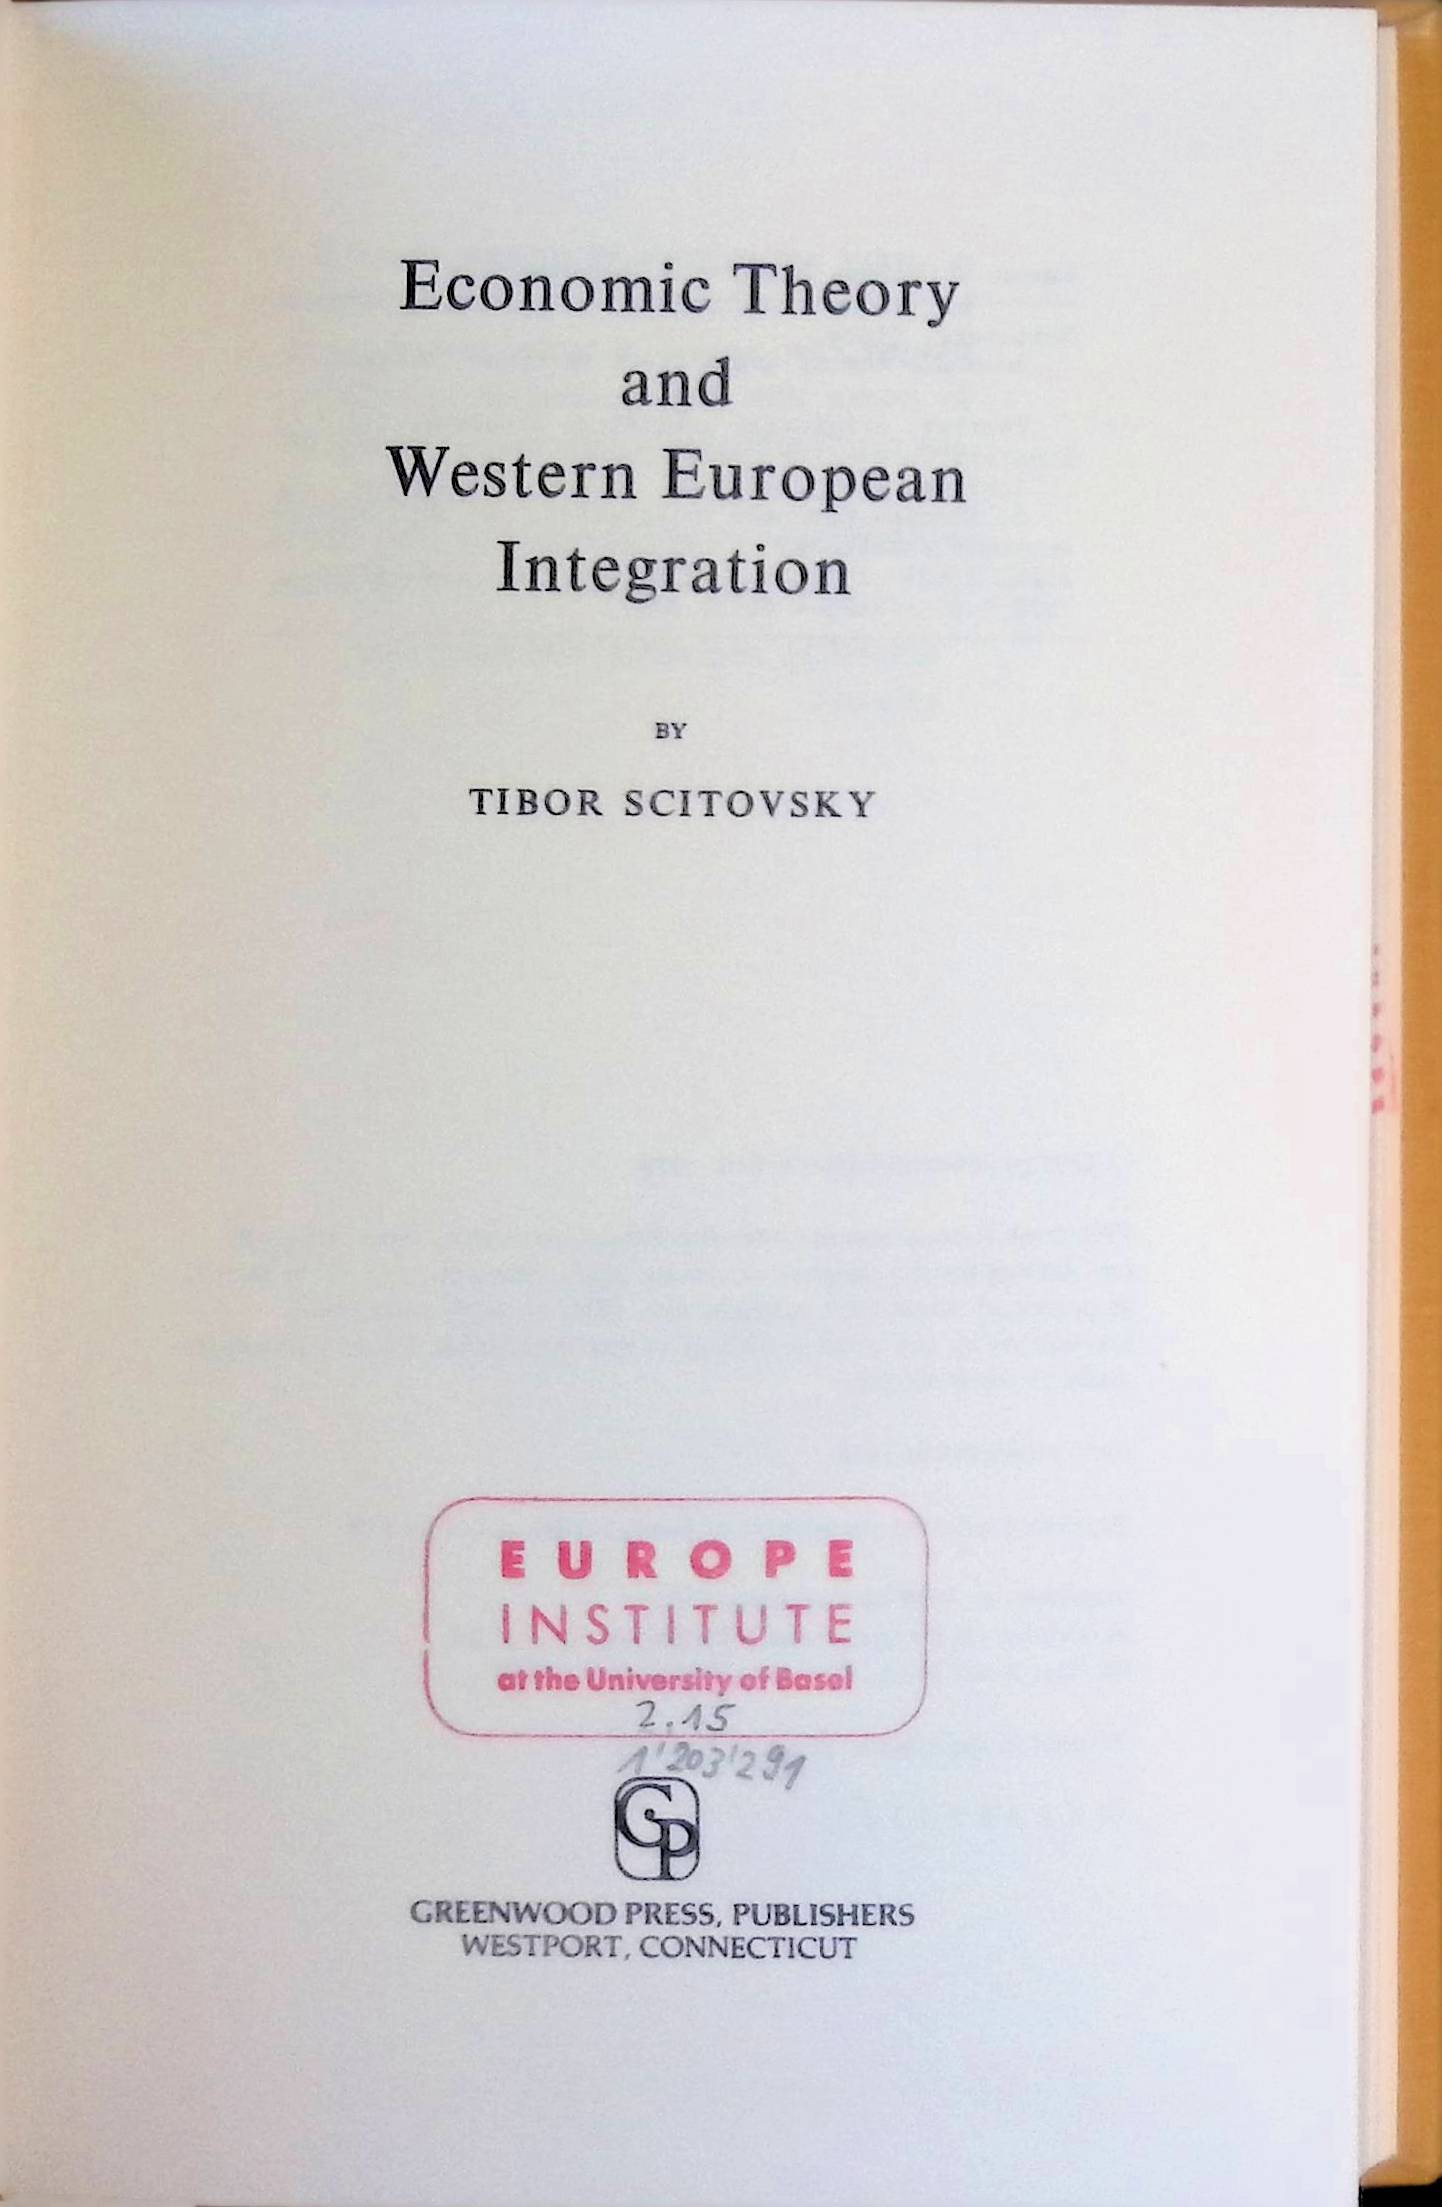 Economic Theory
and
Western European
Integration
BY
TIBOR SCITOVSKY
EUROPE
INSTITUTE
at the University of Basel
2.15
1'203'291
GP
GREENWOOD PRESS, PUBLISHERS
WESTPORT, CONNECTICUT